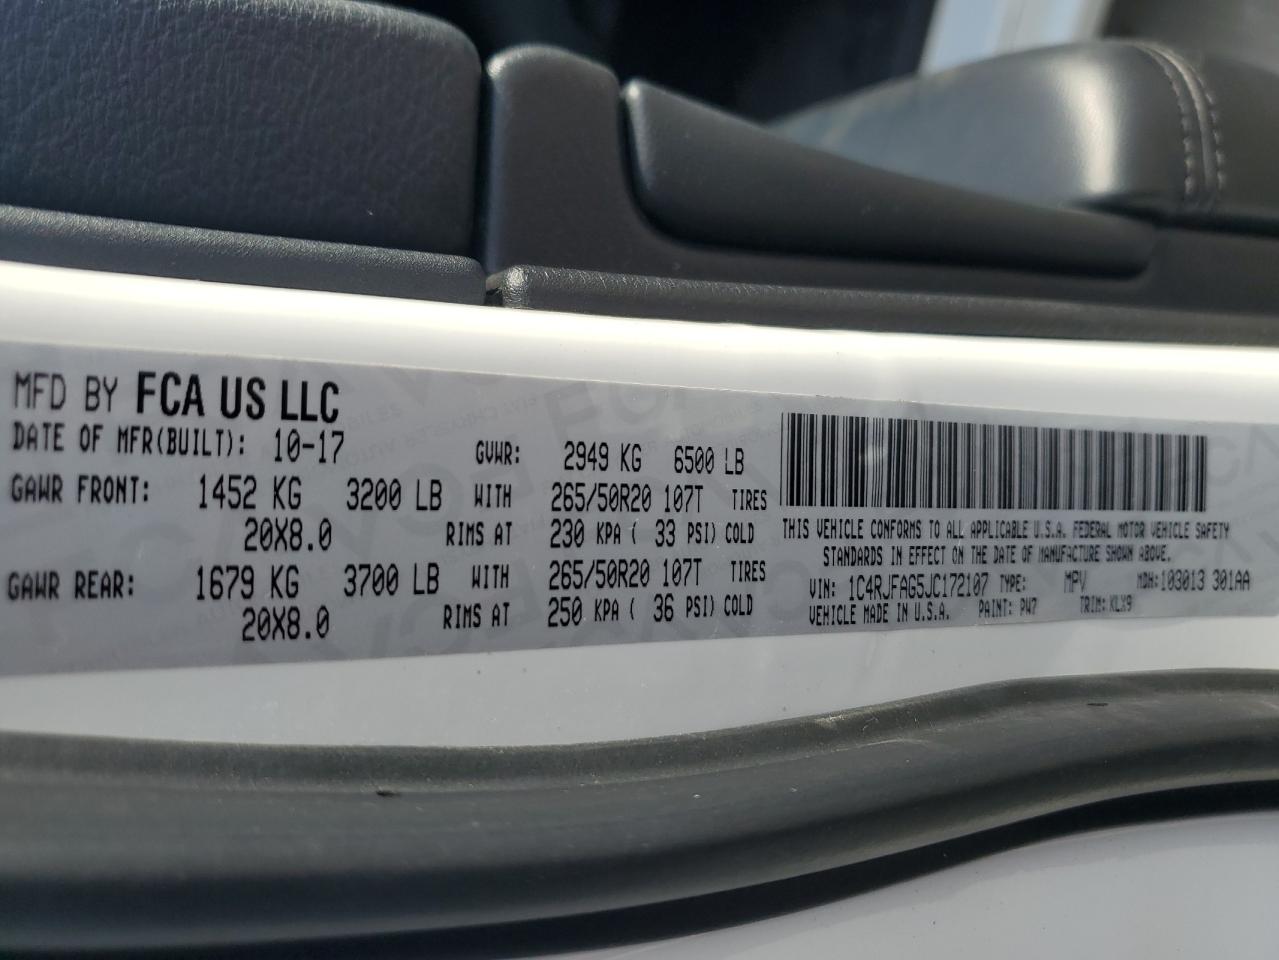 MFD BY FCA US LLC
DATE OF MFR(BUILT): 10-17 GVWR: 2949 KG 6500 LB
GAWR FRONT: 1452 KG 3200 LB WITH 265/50R20 107T TIRES
20X8.0 RIMS AT 230 KPA ( 33 PSI) COLD
GAWR REAR: 1679 KG 3700 LB WITH 265/50R20 107T TIRES
20X8.0 RIMS AT 250 KPA ( 36 PSI) COLD
THIS VEHICLE CONFORMS TO ALL APPLICABLE U.S.A. FEDERAL MOTOR VEHICLE SAFETY
STANDARDS IN EFFECT ON THE DATE OF MANUFACTURE SHOWN ABOVE.
VIN: 1C4RJFAG5JC172107 TYPE: MPV MDH:103013 301AA
VEHICLE MADE IN U.S.A. PAINT: PW7 TRIM:KLX9